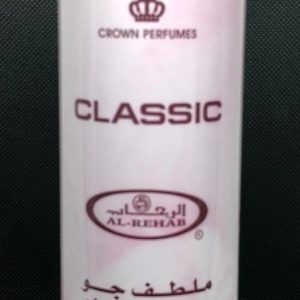 CROWN PERFUMES
CLASSIC
الرحاب
AL-REHAB
®
ملطف جو